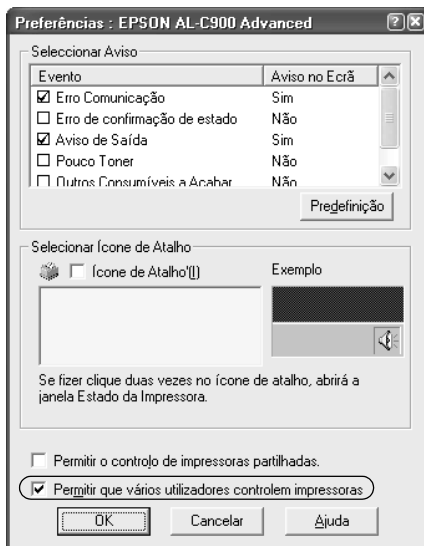 Preferências : EPSON AL-C900 Advanced
Seleccionar Aviso
Evento Aviso no Ecrã
Erro Comunicação Sim
Erro de confirmação de estado Não
Aviso de Saída Sim
Pouco Toner Não
Outros Consumíveis a Acabar Não
Predefinição
Selecionar Ícone de Atalho
Ícone de Atalho'(I) Exemplo
Se fizer clique duas vezes no ícone de atalho, abrirá a
janela Estado da Impressora.
Permitir o controlo de impressoras partilhadas.
Permitir que vários utilizadores controlem impressoras
OK Cancelar Ajuda